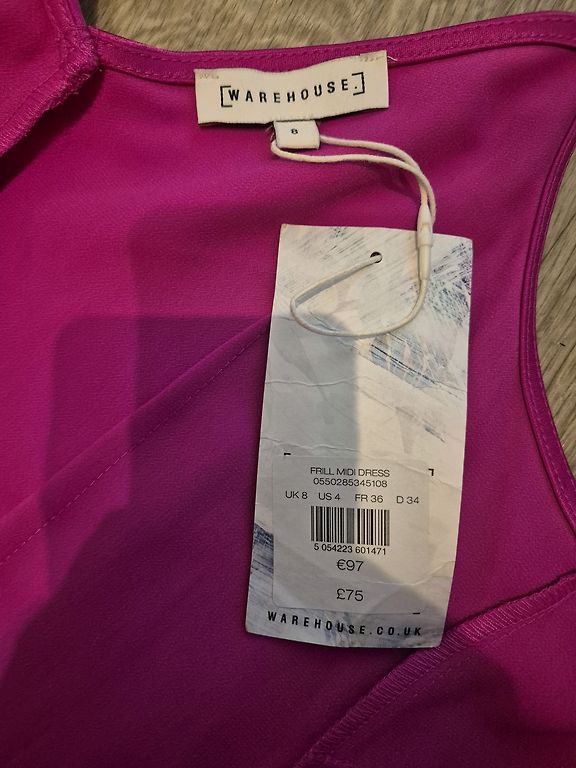 [WAREHOUSE.]
8
FRILL MIDI DRESS
0550285345108
UK 8 US 4 FR 36 D 34
5 054223 601471
€97
£75
WAREHOUSE.CO.UK